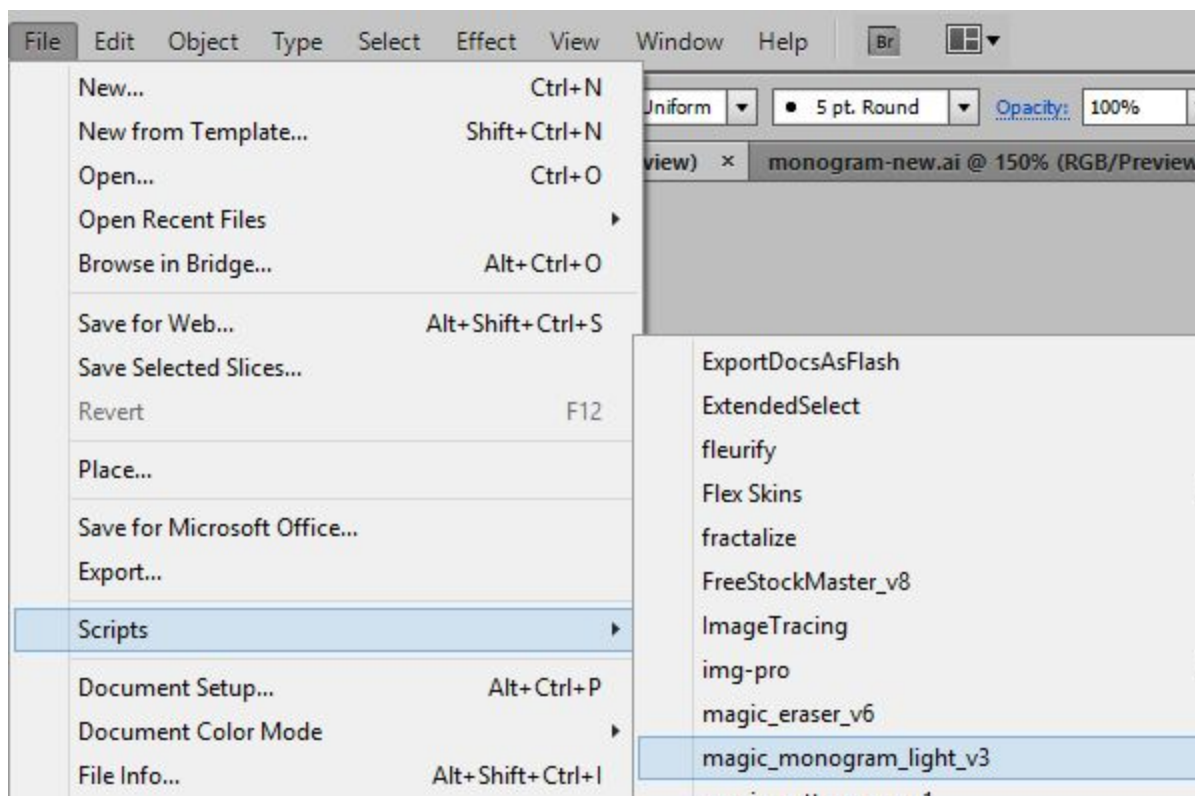 File Edit Object Type Select Effect View Window Help Br
Uniform 5 pt. Round Opacity: 100%
view) × monogram-new.ai @ 150% (RGB/Preview
New... Ctrl+N
New from Template... Shift+Ctrl+N
Open... Ctrl+O
Open Recent Files
Browse in Bridge... Alt+Ctrl+O
Save for Web... Alt+Shift+Ctrl+S
Save Selected Slices...
Revert F12
Place...
Save for Microsoft Office...
Export...
Scripts
Document Setup... Alt+Ctrl+P
Document Color Mode
File Info... Alt+Shift+Ctrl+I
ExportDocsAsFlash
ExtendedSelect
fleurify
Flex Skins
fractalize
FreeStockMaster_v8
ImageTracing
img-pro
magic_eraser_v6
magic_monogram_light_v3